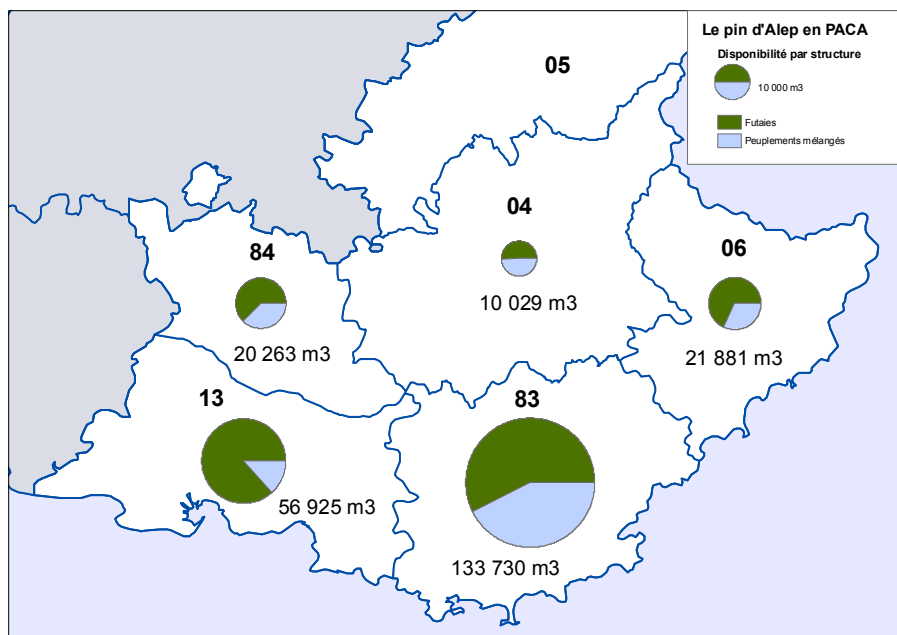 Le pin d'Alep en PACA
Disponibilité par structure
10 000 m3
Futaies
Peuplements mélangés
05
04
10 029 m3
84
20 263 m3
06
21 881 m3
13
56 925 m3
83
133 730 m3